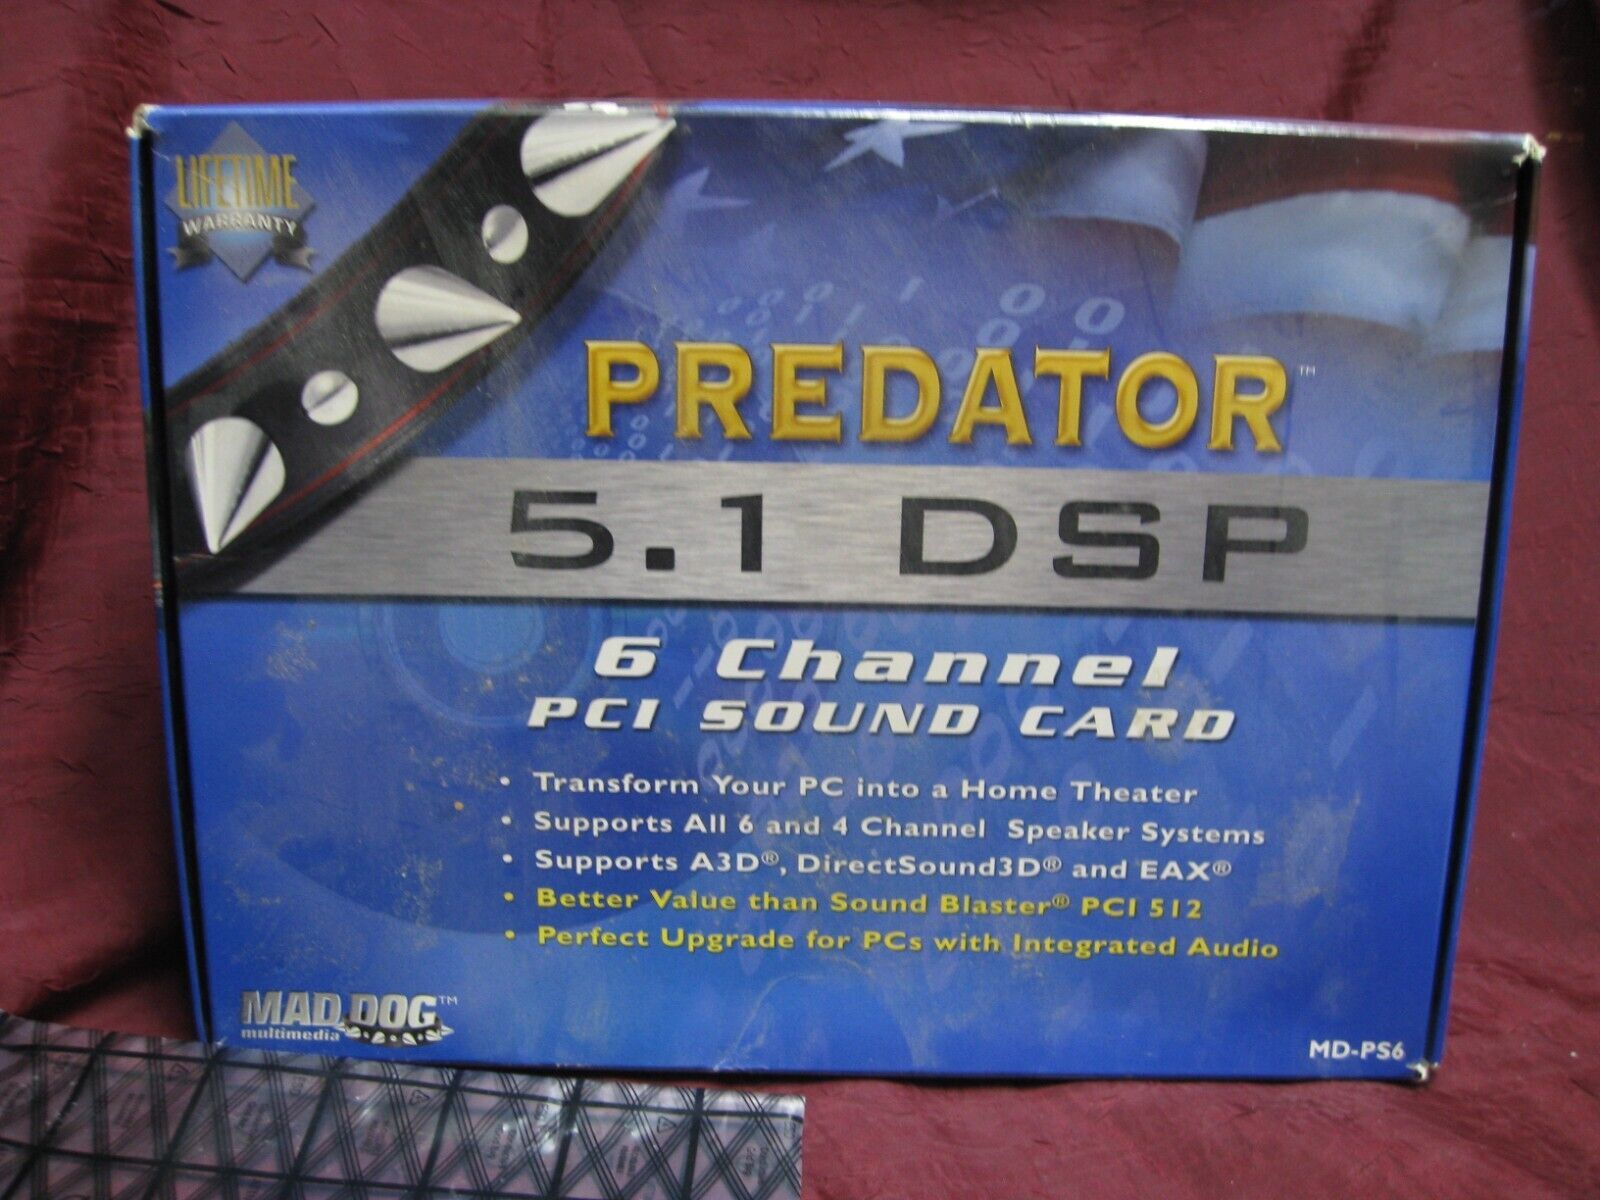 LIFETIME
WARRANTY
PREDATOR™
5.1 DSP
6 Channel
PCI SOUND CARD
• Transform Your PC into a Home Theater
• Supports All 6 and 4 Channel Speaker Systems
• Supports A3D®, DirectSound3D® and EAX®
• Better Value than Sound Blaster® PCI 512
• Perfect Upgrade for PCs with Integrated Audio
MAD DOG™
multimedia
MD-PS6